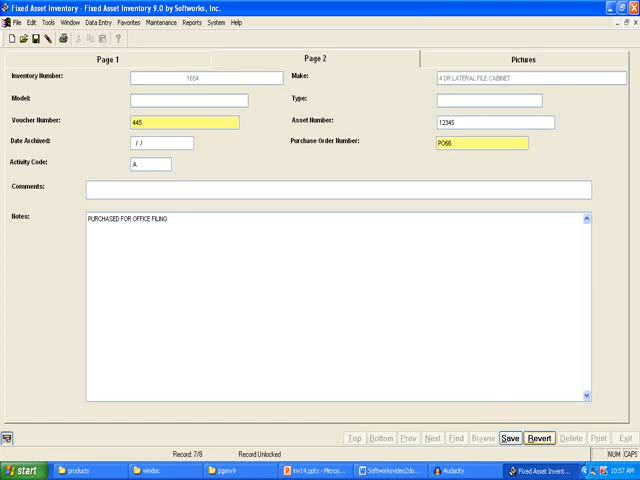 Fixed Asset Inventory - Fixed Asset Inventory 9.0 by Softworks, Inc.
File Edit Tools Window Data Entry Favorites Maintenance Reports System Help
Page 1 Page 2 Pictures
Inventory Number: 1654 Make: 4 DR LATERAL FILE CABINET
Model: Type:
Voucher Number: 445 Asset Number: 12345
Date Archived: / / Purchase Order Number: PO66
Activity Code: A
Comments:
Notes: PURCHASED FOR OFFICE FILING
Top Bottom Prev Next Find Browse Save Revert Delete Print Exit
Record: 7/8 Record Unlocked NUM CAPS
start products windoc pgsnv9 inv14.pptx - Micros... Softworksvideo2do... Audacity Fixed Asset Invent... 10:57 AM